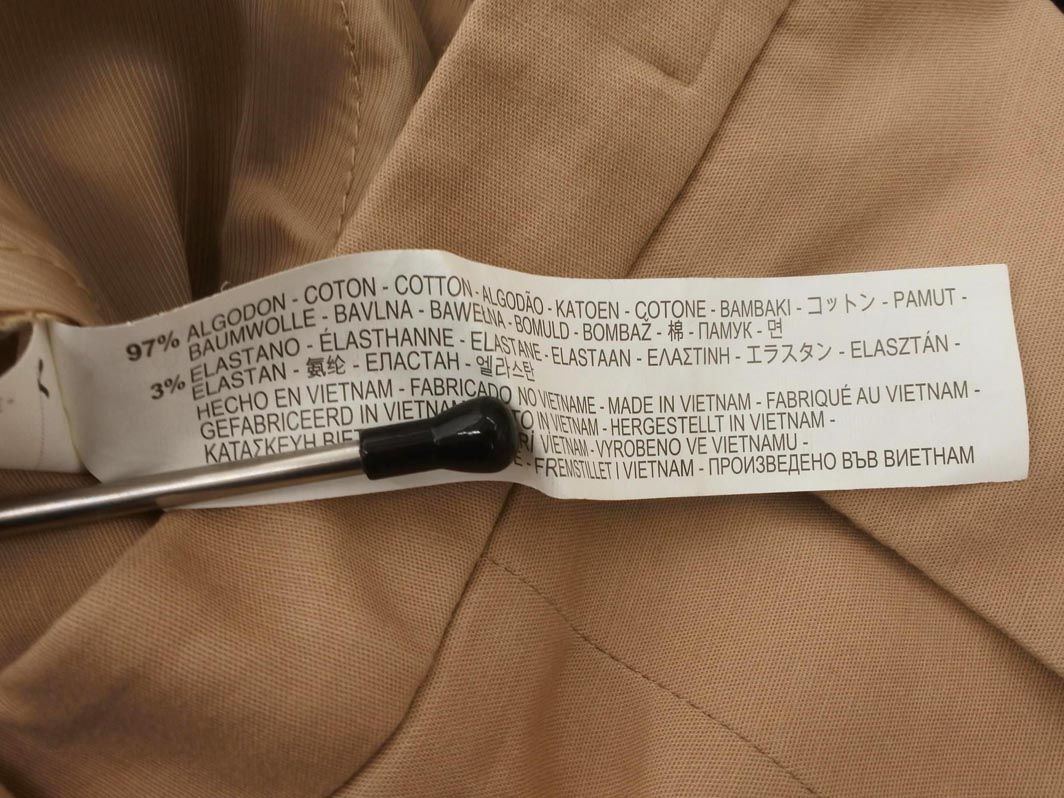 97% ALGODON - COTON - COTTON - ALGODÃO - KATOEN - COTONE - BAMBAKI - コットン - PAMUT -
BAUMWOLLE - BAVLNA - BAWEŁNA - BOMULD - BOMBAŽ - 棉 - ПАМУК - 면
3% ELASTANO - ÉLASTHANNE - ELASTANE - ELASTAAN - ΕΛΑΣΤΙΝΗ - エラスタン - ELASZTÁN -
ELASTAN - 氨纶 - ЕЛАСТАН - 엘라스탄
HECHO EN VIETNAM - FABRICADO NO VIETNAME - MADE IN VIETNAM - FABRIQUÉ AU VIETNAM -
GEFABRICEERD IN VIETNAM IN VIETNAM - HERGESTELLT IN VIETNAM -
ΚΑΤΑΣΚΕΥΗ VIETNAM - VYROBENO VE VIETNAMU -
- FREMSTILLET I VIETNAM - ПРОИЗВЕДЕНО ВЪВ ВИЕТНАМ